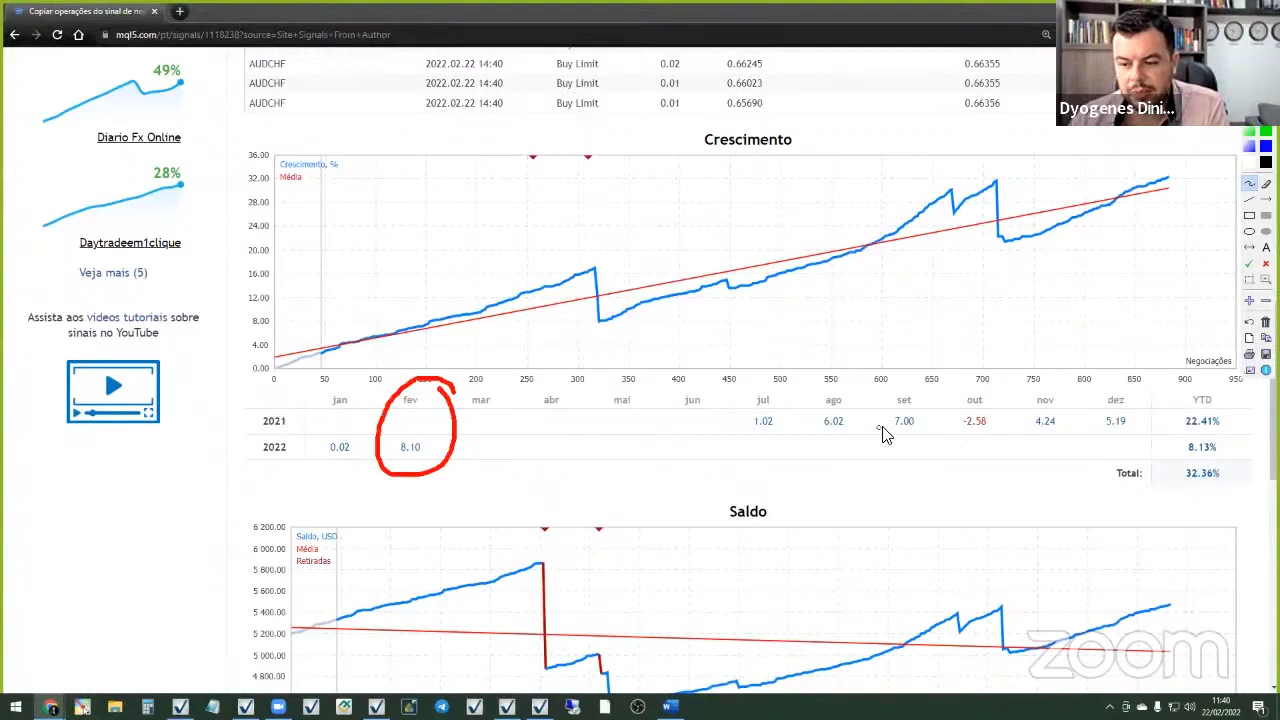 Copiar operações do sinal de ne
mql5.com/pt/signals/1118238?source=Site+Signals+From+Author
Dyogenes Dini...
49%
Diario Fx Online
28%
Daytradeem1clique
Veja mais (5)
Assista aos videos tutoriais sobre
sinais no YouTube
AUDCHF 2022.02.22 14:40 Buy Limit 0.02 0.66245 0.66355
AUDCHF 2022.02.22 14:40 Buy Limit 0.01 0.66023 0.66355
AUDCHF 2022.02.22 14:40 Buy Limit 0.01 0.65690 0.66356
Crescimento
Crescimento, %
Média
36.00
32.00
28.00
24.00
20.00
16.00
12.00
8.00
4.00
0.00
Negociações
0 50 100 200 250 300 350 400 450 500 550 600 650 700 750 800 850 900 950
jan fev mar abr mai jun jul ago set out nov dez YTD
2021 1.02 6.02 7.00 -2.58 4.24 5.19 22.41%
2022 0.02 8.10 8.13%
Total: 32.36%
Saldo
Saldo, USD
Média
Retiradas
6 200.00
6 000.00
5 800.00
5 600.00
5 400.00
5 200.00
5 000.00
4 800.00
zoom
11:40
22/02/2022